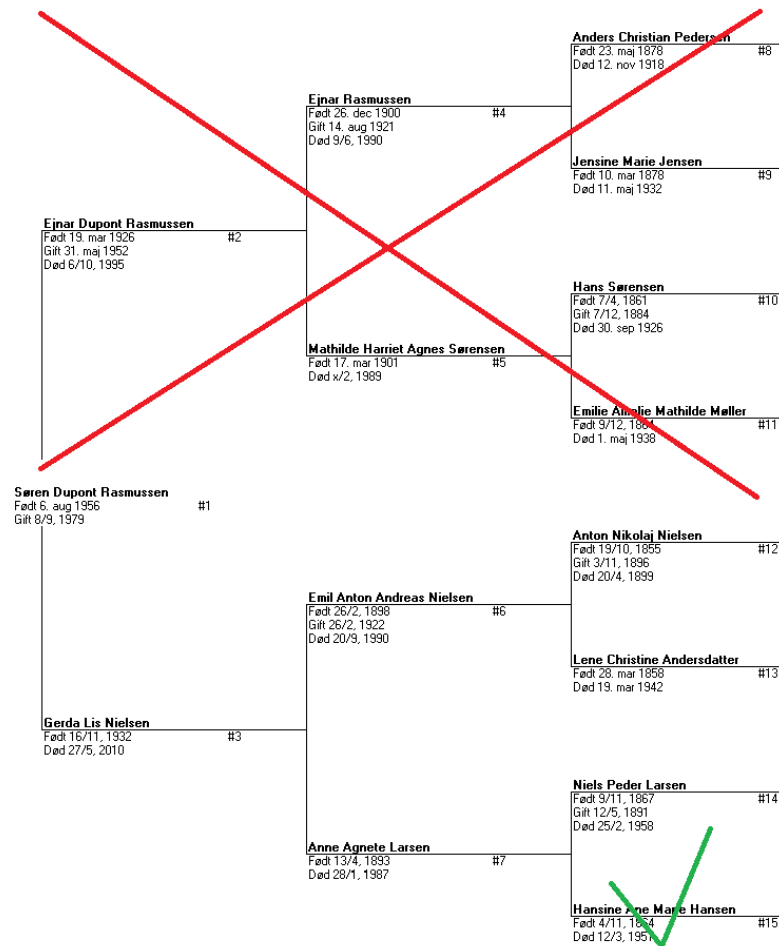 Anders Christian Pedersen
Født 23. maj 1878 #8
Død 12. nov 1918
Ejnar Rasmussen
Født 26. dec 1900 #4
Gift 14. aug 1921
Død 9/6, 1990
Jensine Marie Jensen
Født 10. mar 1878 #9
Død 11. maj 1932
Ejnar Dupont Rasmussen
Født 19. mar 1926 #2
Gift 31. maj 1952
Død 6/10, 1995
Hans Sørensen
Født 7/4, 1861 #10
Gift 7/12, 1884
Død 30. sep 1926
Mathilde Harriet Agnes Sørensen
Født 17. mar 1901 #5
Død x/2, 1989
Emilie Amalie Mathilde Møller
Født 9/12, #11
Død 1. maj 1938
Søren Dupont Rasmussen
Født 6. aug 1956 #1
Gift 8/9, 1979
Anton Nikolaj Nielsen
Født 19/10, 1855 #12
Gift 3/11, 1896
Død 20/4, 1899
Emil Anton Andreas Nielsen
Født 26/2, 1898 #6
Gift 26/2, 1922
Død 20/9, 1990
Lene Christine Andersdatter
Født 28. mar 1858 #13
Død 19. mar 1942
Gerda Lis Nielsen
Født 16/11, 1932 #3
Død 27/5, 2010
Niels Peder Larsen
Født 9/11, 1867 #14
Gift 12/5, 1891
Død 25/2, 1958
Anne Agnete Larsen
Født 13/4, 1893 #7
Død 28/1, 1987
Hansine Ane Marie Hansen
Født 4/11, 1864 #15
Død 12/3,